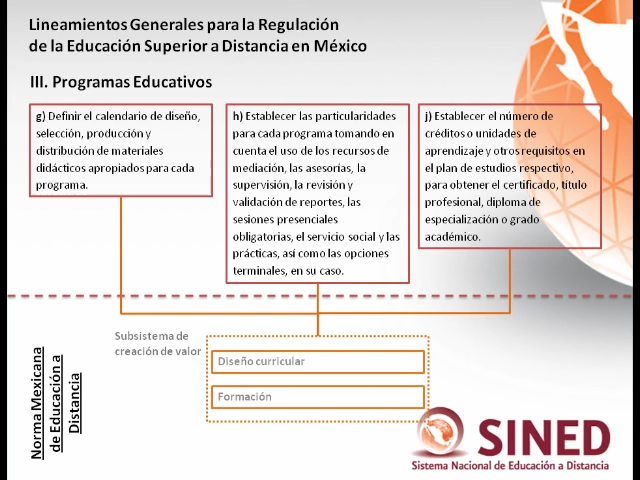 Lineamientos Generales para la Regulación
de la Educación Superior a Distancia en México
III. Programas Educativos
g) Definir el calendario de diseño,
selección, producción y
distribución de materiales
didácticos apropiados para cada
programa.
h) Establecer las particularidades
para cada programa tomando en
cuenta el uso de los recursos de
mediación, las asesorías, la
supervisión, la revisión y
validación de reportes, las
sesiones presenciales
obligatorias, el servicio social y las
prácticas, así como las opciones
terminales, en su caso.
j) Establecer el número de
créditos o unidades de
aprendizaje y otros requisitos en
el plan de estudios respectivo,
para obtener el certificado, título
profesional, diploma de
especialización o grado
académico.
Subsistema de
creación de valor
Diseño curricular
Formación
Norma Mexicana
de Educación a
Distancia
SINED
Sistema Nacional de Educación a Distancia